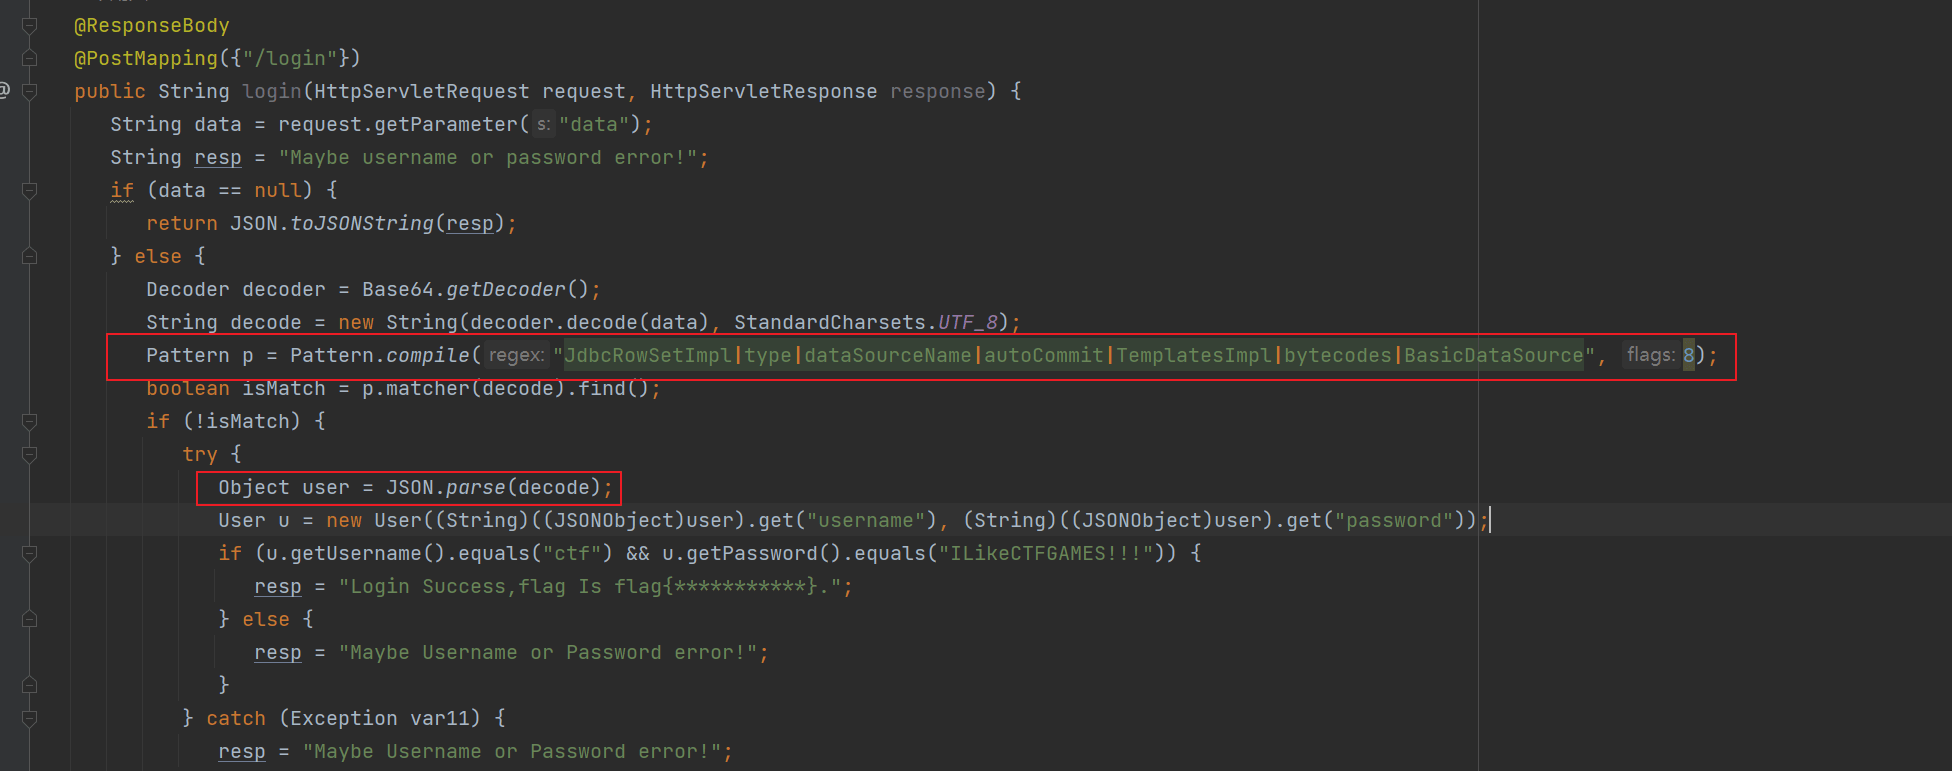 @ResponseBody
@PostMapping({"/login"})
public String login(HttpServletRequest request, HttpServletResponse response) {
String data = request.getParameter( s: "data");
String resp = "Maybe username or password error!";
if (data == null) {
return JSON.toJSONString(resp);
} else {
Decoder decoder = Base64.getDecoder();
String decode = new String(decoder.decode(data), StandardCharsets.UTF_8);
Pattern p = Pattern.compile( regex: "JdbcRowSetImpl|type|dataSourceName|autoCommit|TemplatesImpl|bytecodes|BasicDataSource", flags: 8);
boolean isMatch = p.matcher(decode).find();
if (!isMatch) {
try {
Object user = JSON.parse(decode);
User u = new User((String)((JSONObject)user).get("username"), (String)((JSONObject)user).get("password"));
if (u.getUsername().equals("ctf") && u.getPassword().equals("ILikeCTFGAMES!!!")) {
resp = "Login Success,flag Is flag{***********}.";
} else {
resp = "Maybe Username or Password error!";
}
} catch (Exception var11) {
resp = "Maybe Username or Password error!";